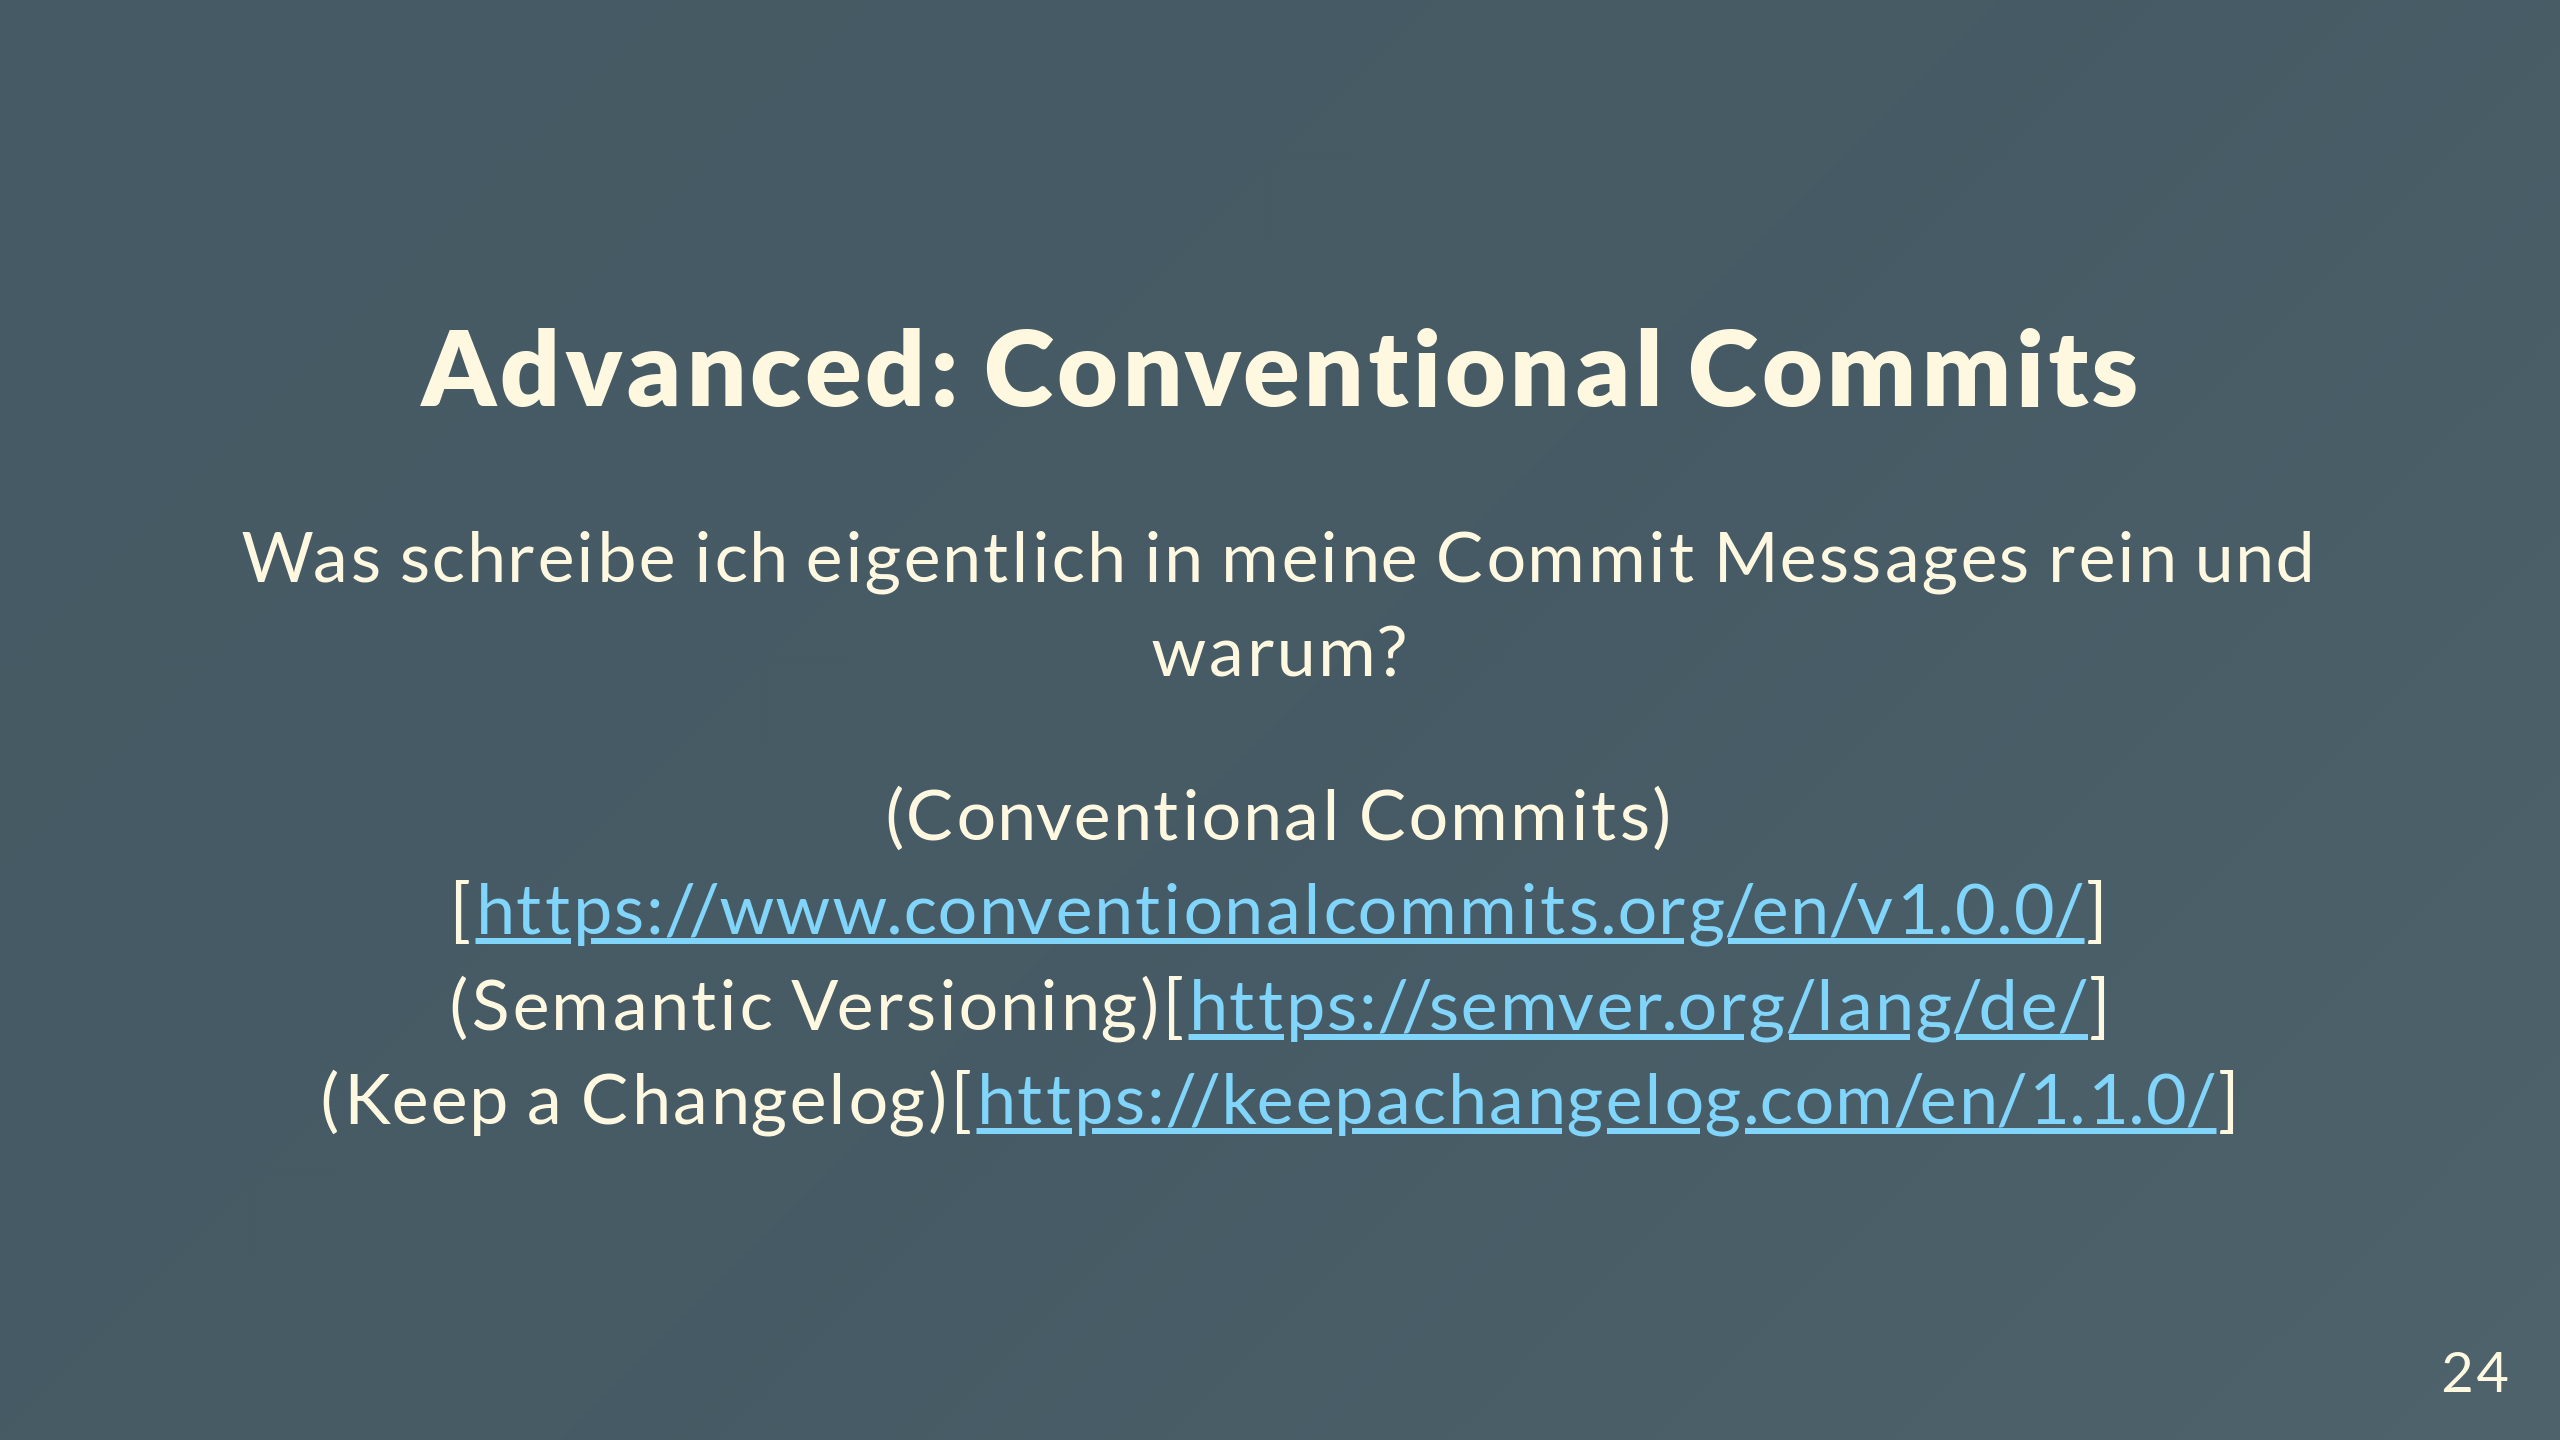 Advanced: Conventional Commits
Was schreibe ich eigentlich in meine Commit Messages rein und
warum?
(Conventional Commits)
[https://www.conventionalcommits.org/en/v1.0.0/]
(Semantic Versioning)[https://semver.org/lang/de/]
(Keep a Changelog)[https://keepachangelog.com/en/1.1.0/]
24